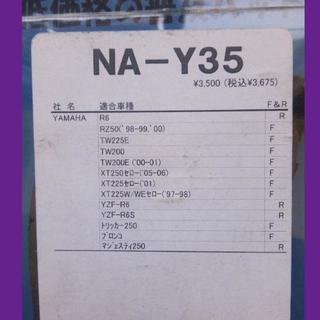 低価格の
NA-Y35
¥3,500 (税込¥3,675)
社 名 適合車種 F&R
YAMAHA R6 R
RZ50('98-99,'00) F
TW225E F
TW200 F
TW200E ('00-01) F
XT250セロー('05-06) F
XT225セロー('01) F
XT225W/WEセロー('97-98) F
YZF-R6 R
YZF-R6S R
トリッカー250 F
ブロンコ F
マジェスティ250 R